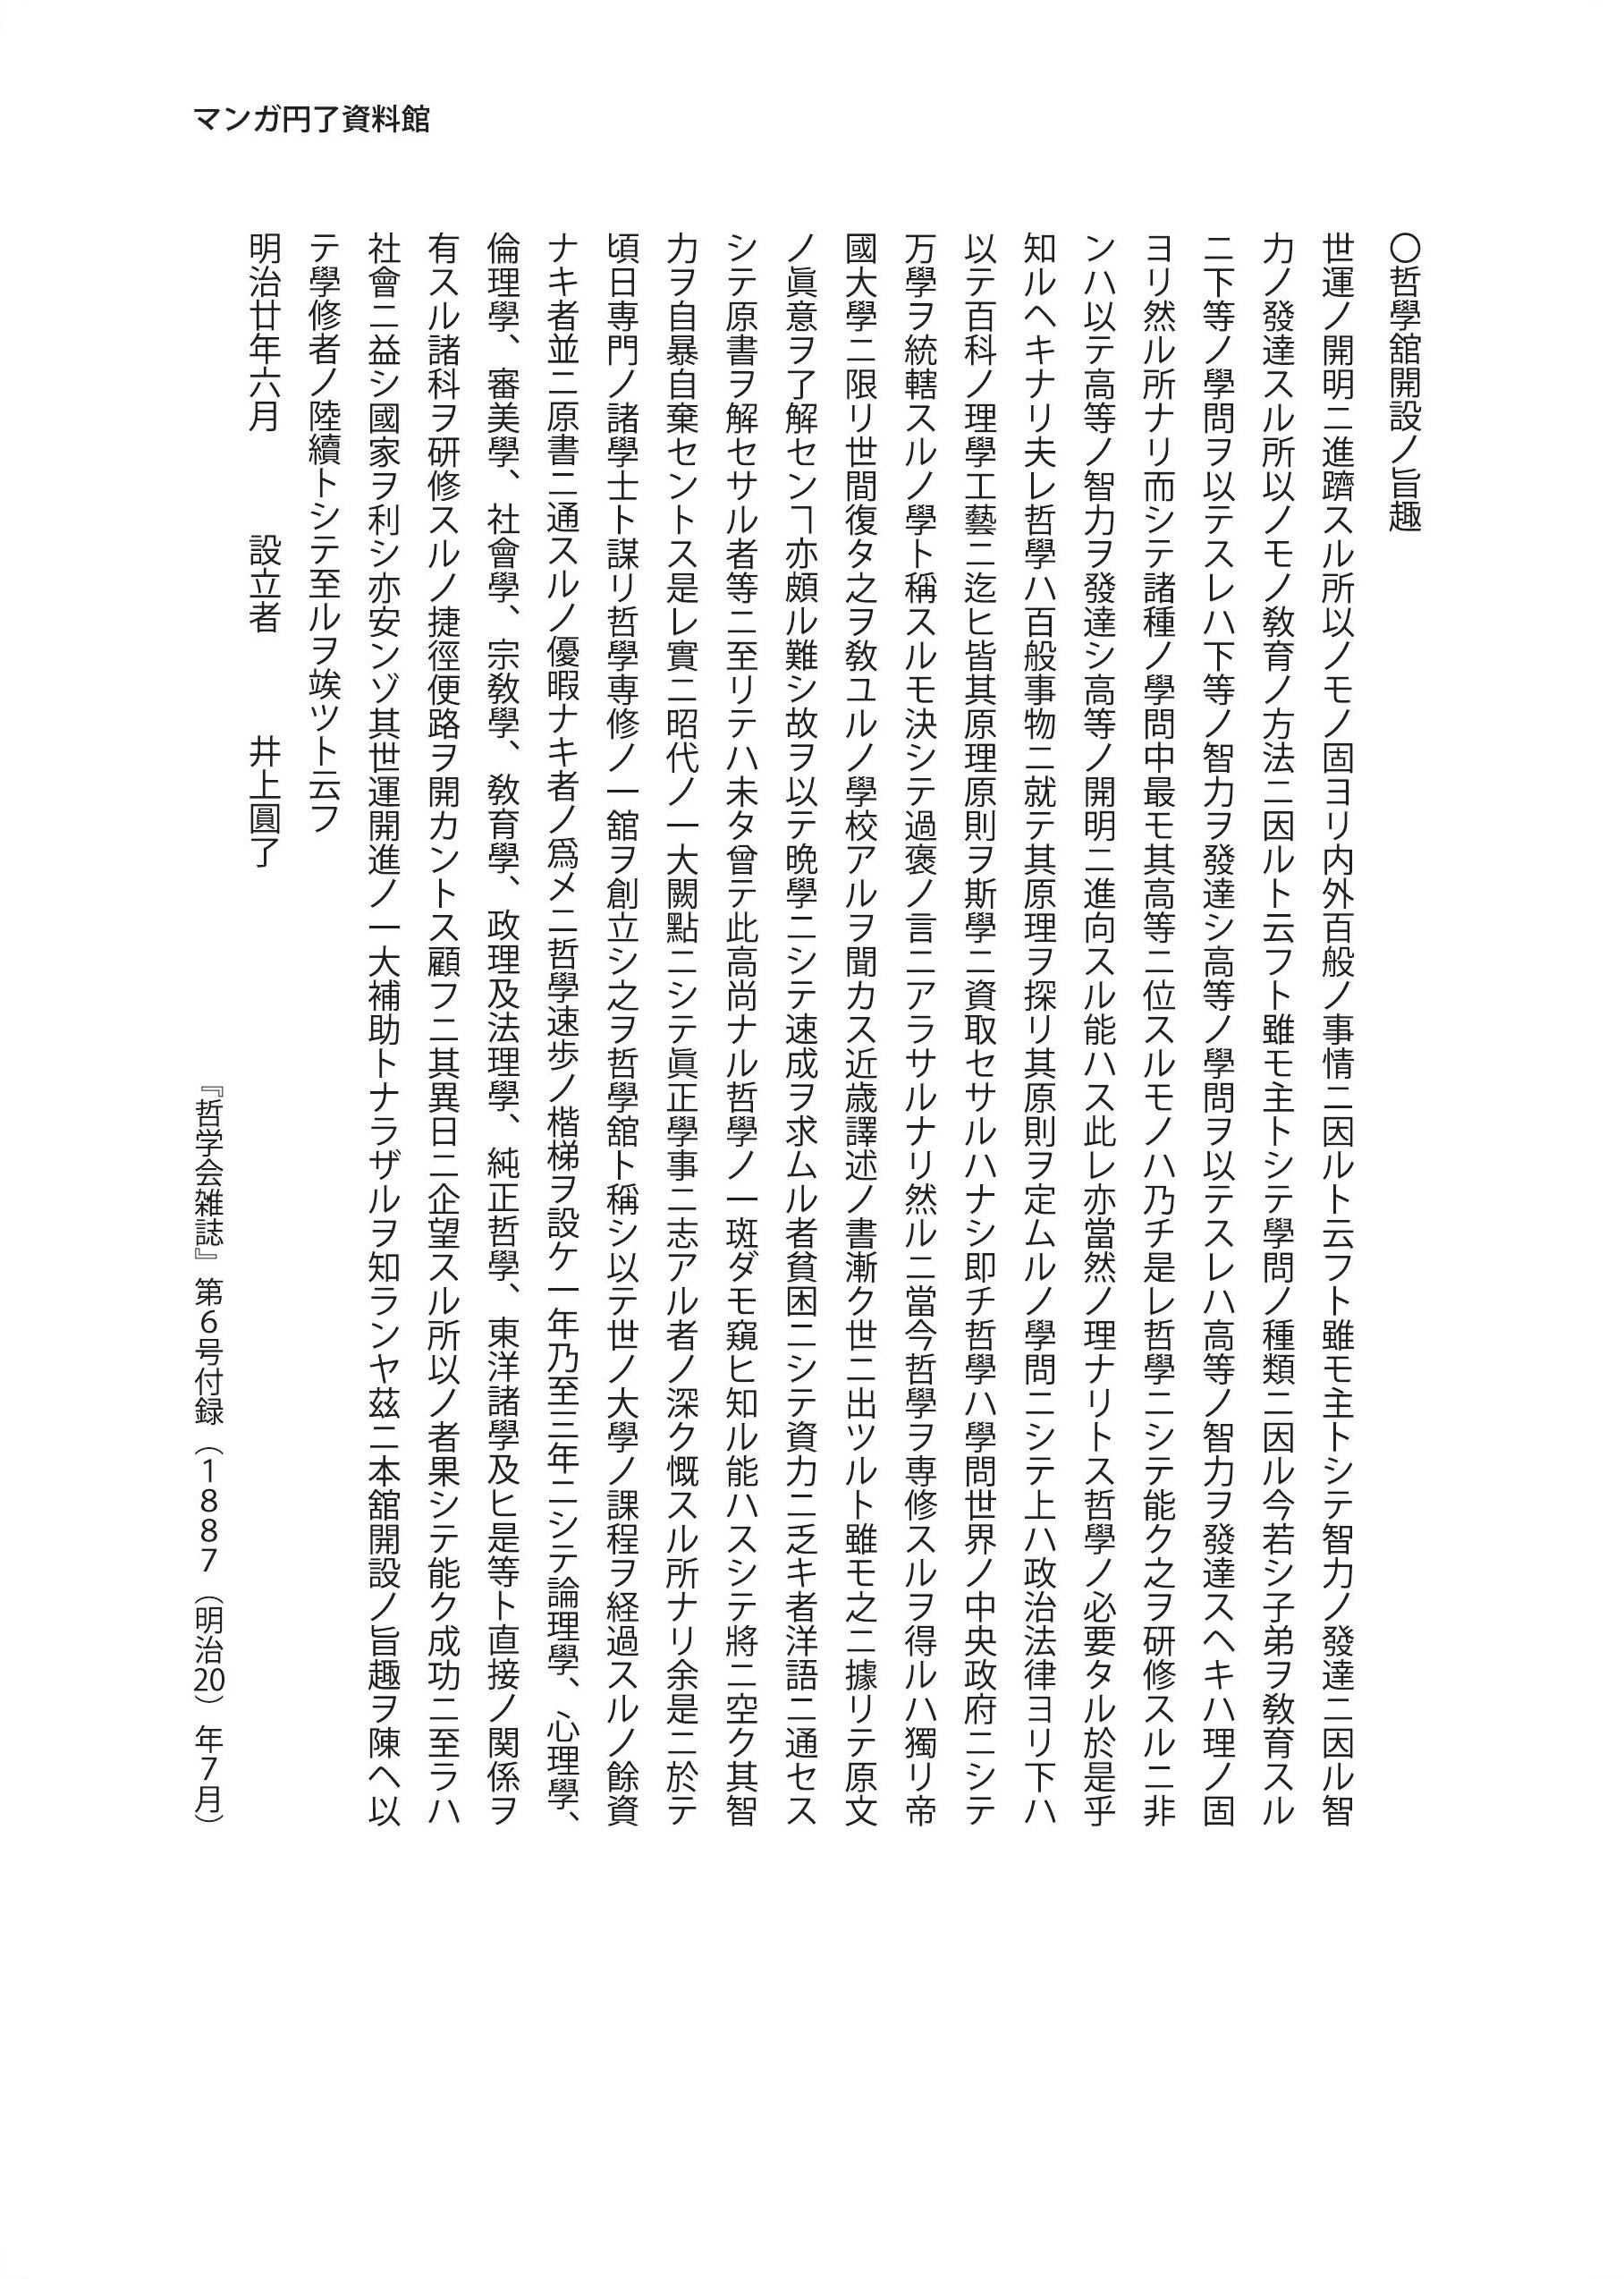 マンガ円了資料館
〇哲學舘開設ノ旨趣
世運ノ開明ニ進躋スル所以ノモノ固ヨリ内外百般ノ事情ニ因ルト云フト雖モ主トシテ智力ノ發達ニ因ル智
力ノ發達スル所以ノモノ敎育ノ方法ニ因ルト云フト雖モ主トシテ學問ノ種類ニ因ル今若シ子弟ヲ敎育スル
ニ下等ノ學問ヲ以テスレハ下等ノ智力ヲ發達シ高等ノ學問ヲ以テスレハ高等ノ智力ヲ發達スヘキハ理ノ固
ヨリ然ル所ナリ而シテ諸種ノ學問中最モ其高等ニ位スルモノハ乃チ是レ哲學ニシテ能ク之ヲ研修スルニ非
ンハ以テ高等ノ智力ヲ發達シ高等ノ開明ニ進向スル能ハス此レ亦當然ノ理ナリトス哲學ノ必要タル於是乎
知ルヘキナリ夫レ哲學ハ百般事物ニ就テ其原理ヲ探リ其原則ヲ定ムルノ學問ニシテ上ハ政治法律ヨリ下ハ
以テ百科ノ理學工藝ニ迄ヒ皆其原理原則ヲ斯學ニ資取セサルハナシ即チ哲學ハ學問世界ノ中央政府ニシテ
万學ヲ統轄スルノ學ト稱スルモ決シテ過褒ノ言ニアラサルナリ然ルニ當今哲學ヲ専修スルヲ得ルハ獨リ帝
國大學ニ限リ世間復タ之ヲ敎ユルノ學校アルヲ聞カス近歳譯述ノ書漸ク世ニ出ツルト雖モ之ニ據リテ原文
ノ眞意ヲ了解センヿ亦頗ル難シ故ヲ以テ晩學ニシテ速成ヲ求ムル者貧困ニシテ資力ニ乏キ者洋語ニ通セス
シテ原書ヲ解セサル者等ニ至リテハ未タ曾テ此高尚ナル哲學ノ一斑ダモ窺ヒ知ル能ハスシテ將ニ空ク其智
力ヲ自暴自棄セントス是レ實ニ昭代ノ一大闕點ニシテ眞正學事ニ志アル者ノ深ク慨スル所ナリ余是ニ於テ
頃日専門ノ諸學士ト謀リ哲學専修ノ一舘ヲ創立シ之ヲ哲學舘ト稱シ以テ世ノ大學ノ課程ヲ経過スルノ餘資
ナキ者並ニ原書ニ通スルノ優暇ナキ者ノ爲メニ哲學速歩ノ楷梯ヲ設ケ一年乃至三年ニシテ論理學、心理學、
倫理學、審美學、社會學、宗敎學、敎育學、政理及法理學、純正哲學、東洋諸學及ヒ是等ト直接ノ関係ヲ
有スル諸科ヲ研修スルノ捷徑便路ヲ開カントス顧フニ其異日ニ企望スル所以ノ者果シテ能ク成功ニ至ラハ
社會ニ益シ國家ヲ利シ亦安ンゾ其世運開進ノ一大補助トナラザルヲ知ランヤ茲ニ本舘開設ノ旨趣ヲ陳ヘ以
テ學修者ノ陸續トシテ至ルヲ竢ツト云フ
明治廿年六月　設立者　井上圓了
『哲学会雑誌』第６号付録（１８８７（明治20）年７月）